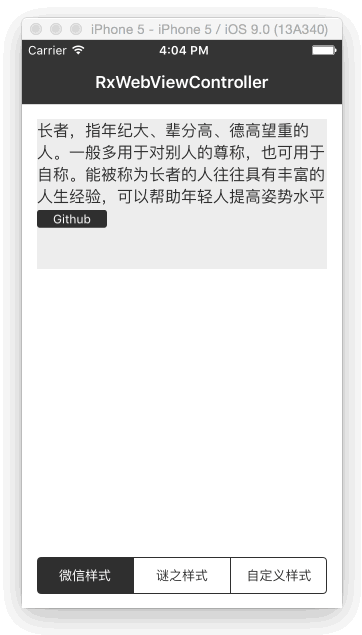 iPhone 5 - iPhone 5 / iOS 9.0 (13A340)
Carrier 4:04 PM
RxWebViewController
长者，指年纪大、辈分高、德高望重的
人。一般多用于对别人的尊称，也可用于
自称。能被称为长者的人往往具有丰富的
人生经验，可以帮助年轻人提高姿势水平
Github
微信样式 谜之样式 自定义样式